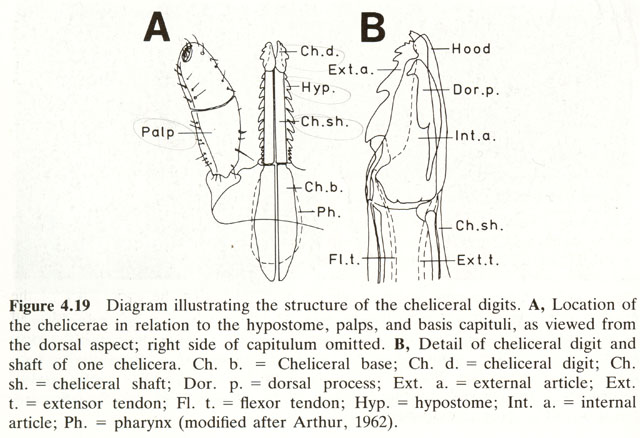 A
B
Ch.d.
Hood
Ext.a.
Hyp.
Dor.p.
Ch.sh.
Palp
Int.a.
Ch.b.
Ph.
Ch.sh.
Fl.t.
Ext.t.
Figure 4.19 Diagram illustrating the structure of the cheliceral digits. A, Location of
the chelicerae in relation to the hypostome, palps, and basis capituli, as viewed from
the dorsal aspect; right side of capitulum omitted. B, Detail of cheliceral digit and
shaft of one chelicera. Ch. b. = Cheliceral base; Ch. d. = cheliceral digit; Ch.
sh. = cheliceral shaft; Dor. p. = dorsal process; Ext. a. = external article; Ext.
t. = extensor tendon; Fl. t. = flexor tendon; Hyp. = hypostome; Int. a. = internal
article; Ph. = pharynx (modified after Arthur, 1962).